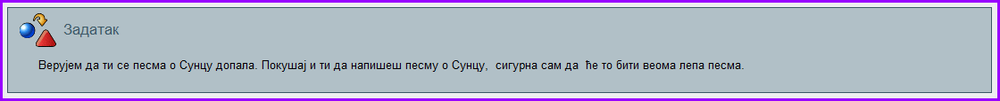 Задатак
Верујем да ти се песма о Сунцу допала. Покушај и ти да напишеш песму о Сунцу,  сигурна сам да  ће то бити веома лепа песма.